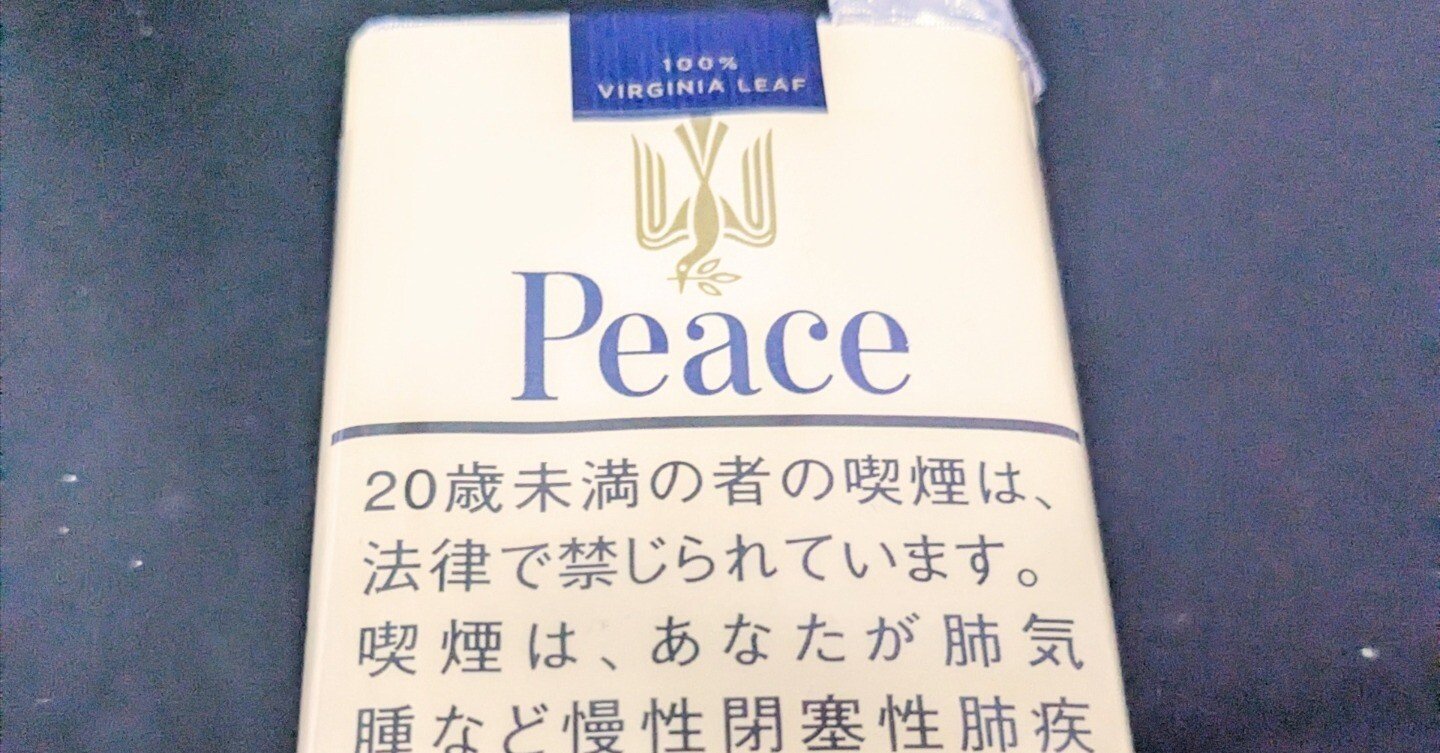 100%
VIRGINIA LEAF
Peace
20歳未満の者の喫煙は、
法律で禁じられています。
喫煙は、あなたが肺気
腫など慢性閉塞性肺疾